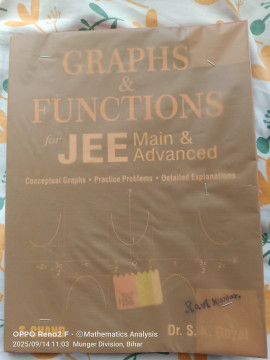 GRAPHS
&
FUNCTIONS
for JEE Main &
Advanced
Conceptual Graphs • Practice Problems • Detailed Explanations
S CHAND
Dr. S. K. Goyal
OPPO Reno2 F · ©Mathematics Analysis
2025/09/14 11:03 Munger Division, Bihar